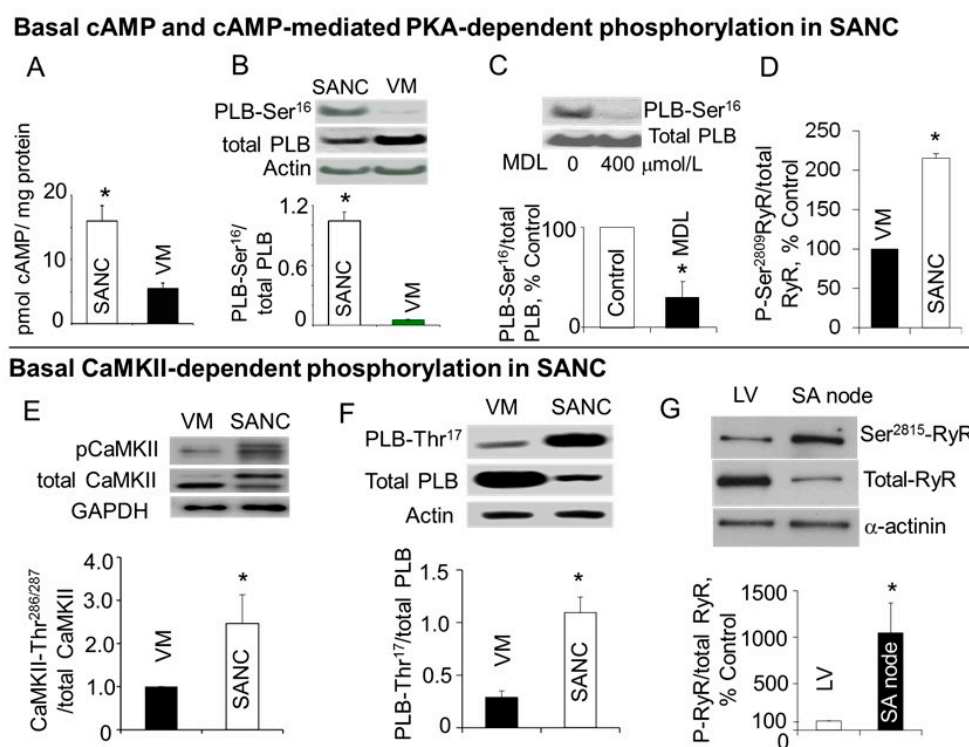 Basal cAMP and cAMP-mediated PKA-dependent phosphorylation in SANC
A
pmol cAMP/ mg protein
16
20
10
0
*
SANC
VM
B
SANC VM
PLB-Ser¹⁶
total PLB
Actin
PLB-Ser¹⁶/
total PLB
1.2
0.6
0
*
SANC
VM
C
PLB-Ser¹⁶
Total PLB
MDL 0 400 μmol/L
PLB-Ser¹⁶/total
PLB, % Control
100
0
Control
* MDL
D
P-Ser²⁸⁰⁹RyR/total
RyR, % Control
250
200
150
100
50
0
VM
*
SANC
Basal CaMKII-dependent phosphorylation in SANC
E
VM SANC
pCaMKII
total CaMKII
GAPDH
CaMKII-Thr²⁸⁶/²⁸⁷
/total CaMKII
4.0
3.0
2.0
1.0
0
VM
*
SANC
F
VM SANC
PLB-Thr¹⁷
Total PLB
Actin
PLB-Thr¹⁷/total PLB
1.5
1.0
0.5
0
VM
*
SANC
G
LV SA node
Ser²⁸¹⁵-RyR
Total-RyR
α-actinin
P-RyR/total RyR,
% Control
1500
1000
500
100
LV
*
SA node